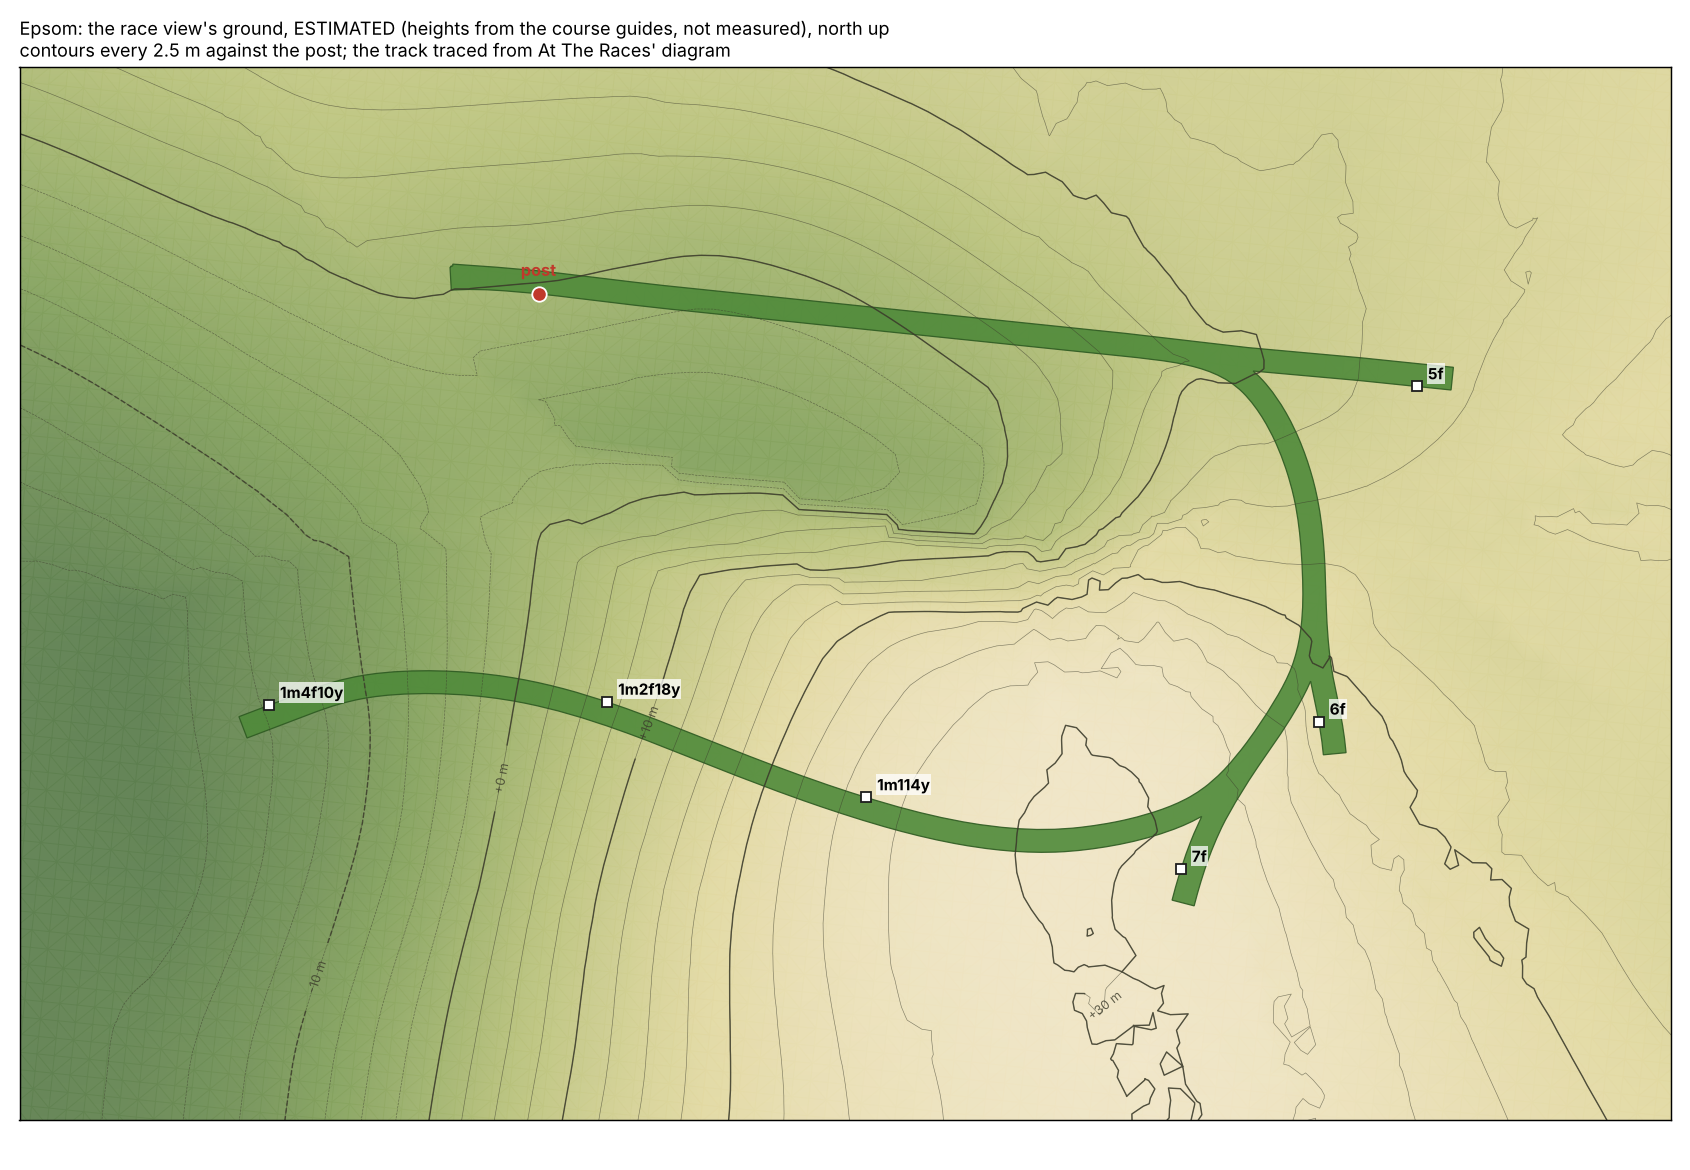 Epsom: the race view's ground, ESTIMATED (heights from the course guides, not measured), north up
contours every 2.5 m against the post; the track traced from At The Races' diagram
post
5f
1m4f10y
1m2f18y
6f
+10 m
+0 m
1m114y
7f
-10 m
+30 m